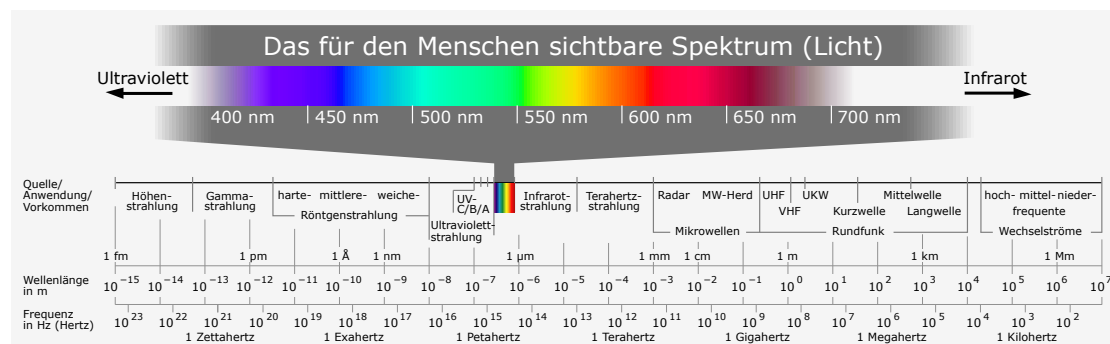 Das für den Menschen sichtbare Spektrum (Licht)
Ultraviolett
Infrarot
400 nm 450 nm 500 nm 550 nm 600 nm 650 nm 700 nm
Quelle/
Anwendung/
Vorkommen
Höhen-
strahlung
Gamma-
strahlung
harte- mittlere- weiche-
Röntgenstrahlung
UV-
C/B/A
Ultraviolett-
strahlung
Infrarot-
strahlung
Terahertz-
strahlung
Radar MW-Herd
Mikrowellen
UHF UKW Mittelwelle
VHF Kurzwelle Langwelle
Rundfunk
hoch- mittel- nieder-
frequente
Wechselströme
1 fm 1 pm 1 Å 1 nm 1 µm 1 mm 1 cm 1 m 1 km 1 Mm
Wellenlänge
in m
10⁻¹⁵ 10⁻¹⁴ 10⁻¹³ 10⁻¹² 10⁻¹¹ 10⁻¹⁰ 10⁻⁹ 10⁻⁸ 10⁻⁷ 10⁻⁶ 10⁻⁵ 10⁻⁴ 10⁻³ 10⁻² 10⁻¹ 10⁰ 10¹ 10² 10³ 10⁴ 10⁵ 10⁶ 10⁷
Frequenz
in Hz (Hertz)
10²³ 10²² 10²¹ 10²⁰ 10¹⁹ 10¹⁸ 10¹⁷ 10¹⁶ 10¹⁵ 10¹⁴ 10¹³ 10¹² 10¹¹ 10¹⁰ 10⁹ 10⁸ 10⁷ 10⁶ 10⁵ 10⁴ 10³ 10²
1 Zettahertz 1 Exahertz 1 Petahertz 1 Terahertz 1 Gigahertz 1 Megahertz 1 Kilohertz